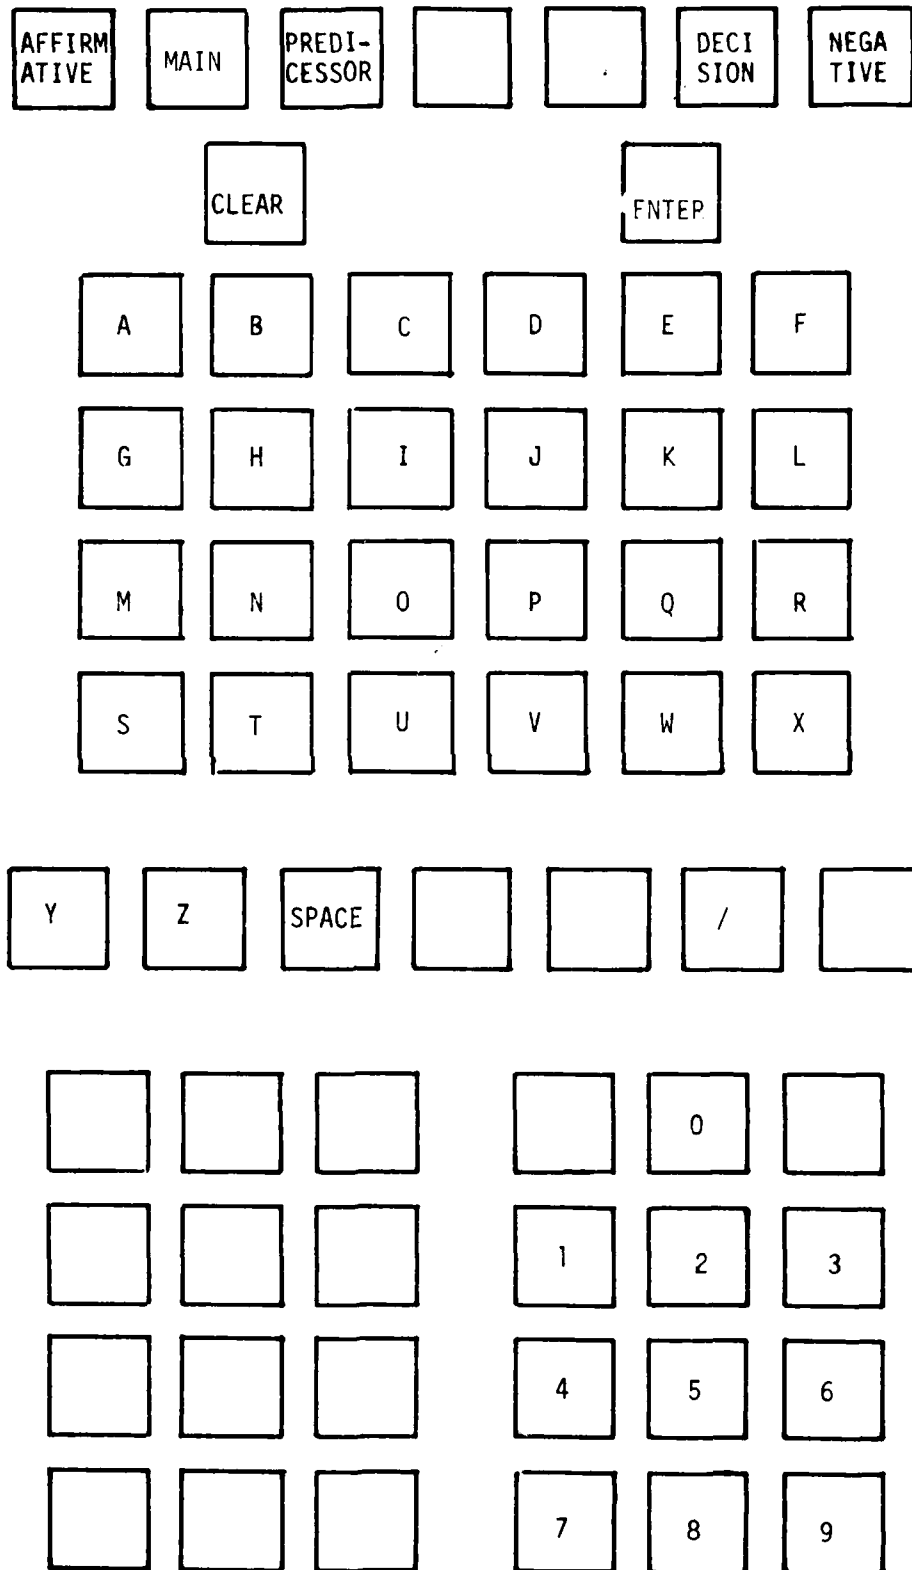 AFFIRM
ATIVE
MAIN
PREDI-
CESSOR
DECI
SION
NEGA
TIVE
CLEAR
ENTER
A B C D E F
G H I J K L
M N O P Q R
S T U V W X
Y Z SPACE /
0
1 2 3
4 5 6
7 8 9